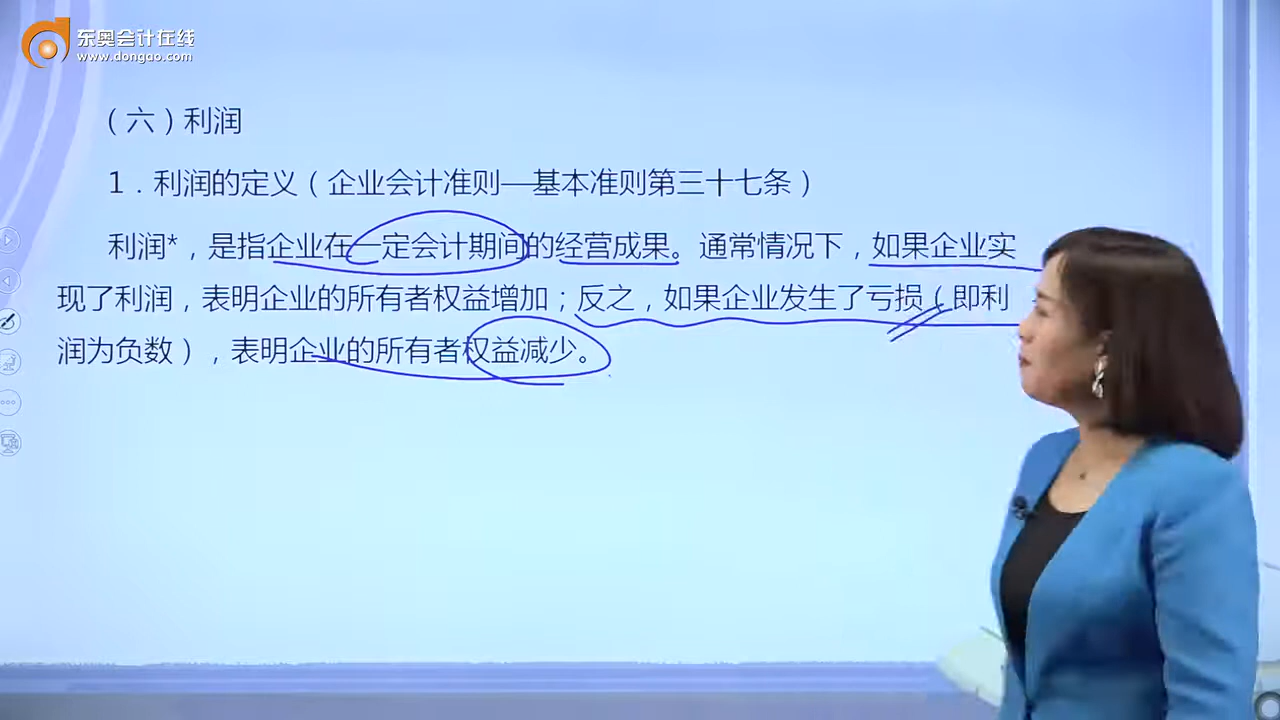 东奥会计在线
www.dongao.com
（六）利润
1．利润的定义（企业会计准则—基本准则第三十七条）
利润*，是指企业在一定会计期间的经营成果。通常情况下，如果企业实
现了利润，表明企业的所有者权益增加；反之，如果企业发生了亏损（即利
润为负数），表明企业的所有者权益减少。